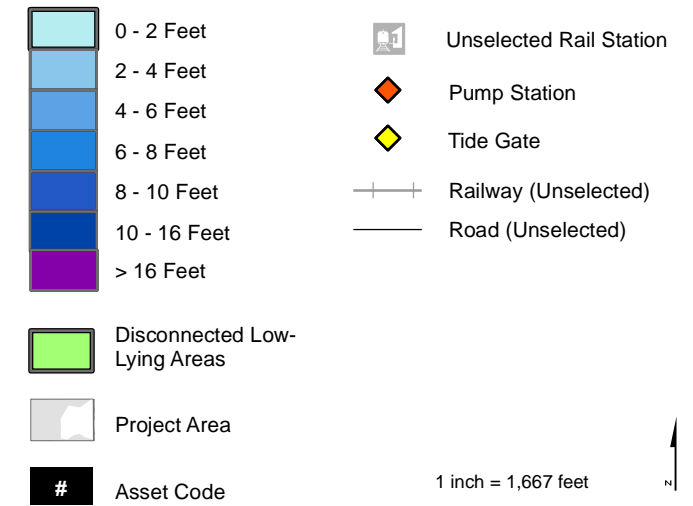 0 - 2 Feet
2 - 4 Feet
4 - 6 Feet
6 - 8 Feet
8 - 10 Feet
10 - 16 Feet
> 16 Feet
Disconnected Low-
Lying Areas
Project Area
# Asset Code
Unselected Rail Station
Pump Station
Tide Gate
Railway (Unselected)
Road (Unselected)
1 inch = 1,667 feet
N